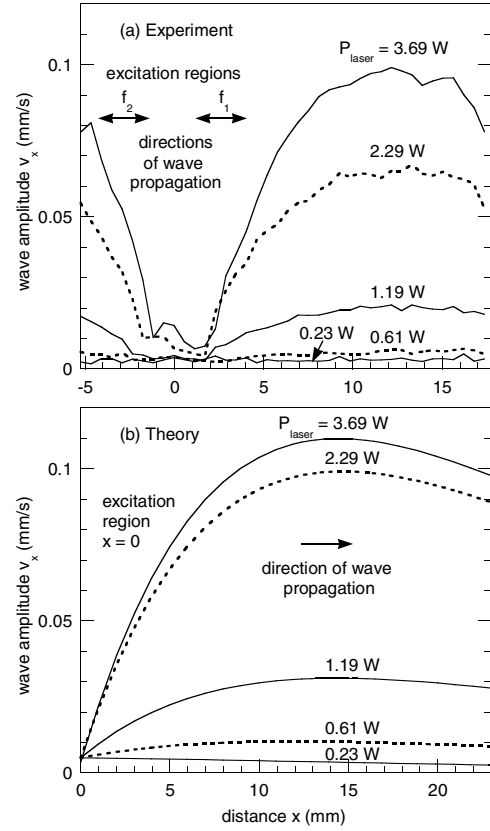 (a) Experiment
P_laser = 3.69 W
0.1
excitation regions
f_2 f_1
directions
of wave
propagation
2.29 W
0.05
wave amplitude v_x (mm/s)
1.19 W
0.23 W
0.61 W
0
-5 0 5 10 15
(b) Theory
P_laser = 3.69 W
2.29 W
0.1
excitation
region
x = 0
direction of wave
propagation
0.05
wave amplitude v_x (mm/s)
1.19 W
0.61 W
0.23 W
0
0 5 10 15 20
distance x (mm)